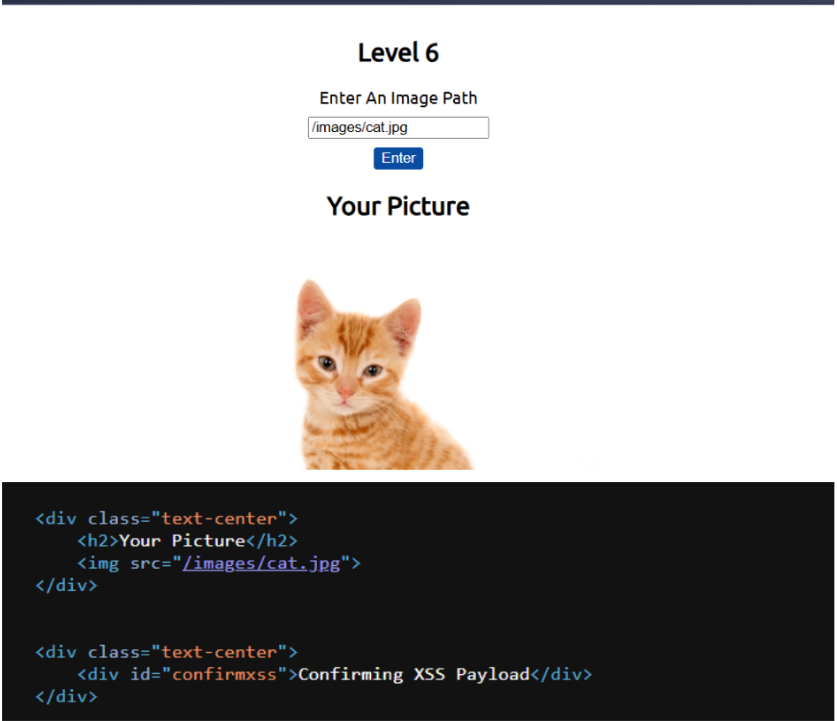 Level 6
Enter An Image Path
/images/cat.jpg
Enter
Your Picture
<div class="text-center">
    <h2>Your Picture</h2>
    <img src="/images/cat.jpg">
</div>
<div class="text-center">
    <div id="confirmxss">Confirming XSS Payload</div>
</div>